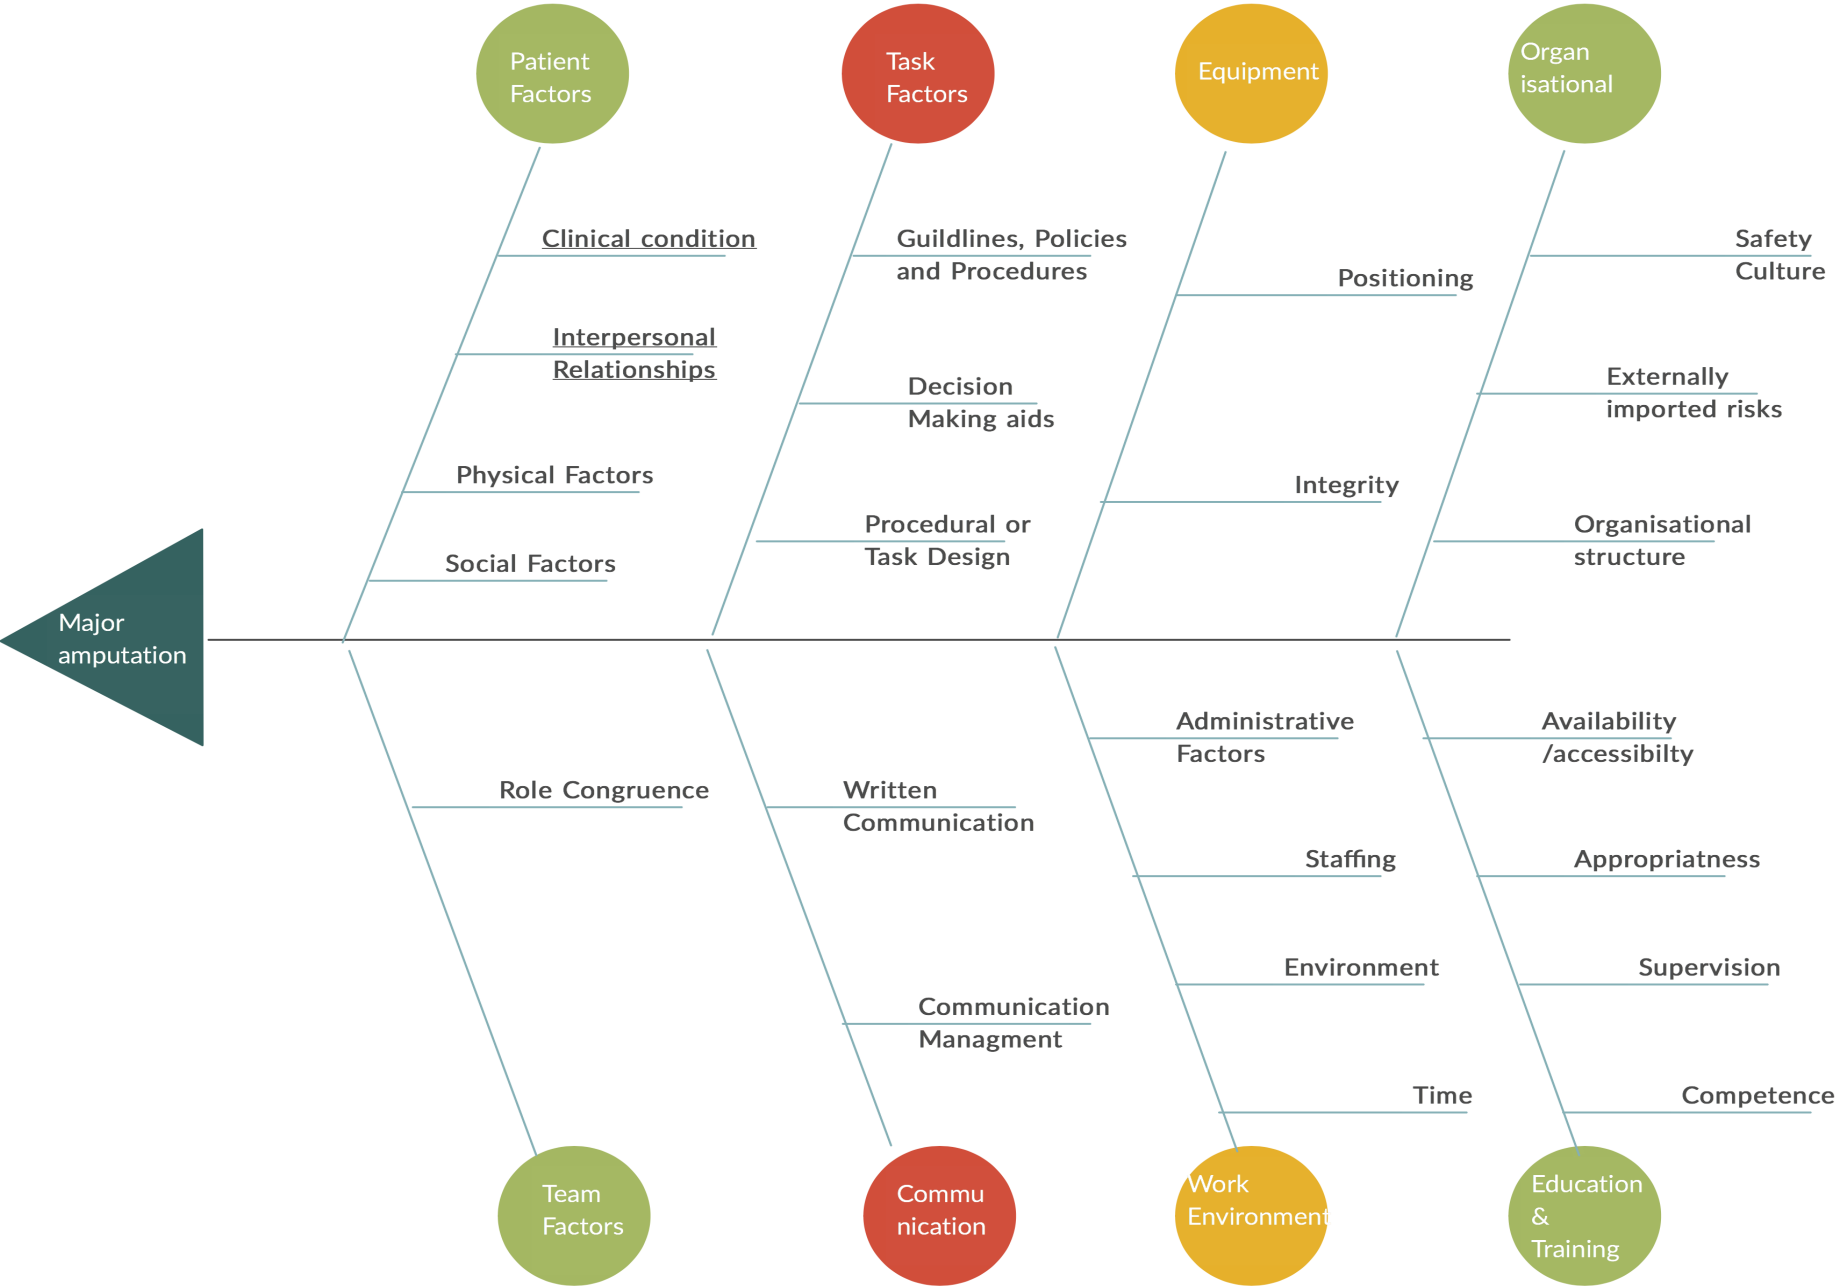 Patient
Factors
Task
Factors
Equipment
Organ
isational
Clinical condition
Interpersonal
Relationships
Physical Factors
Social Factors
Guildlines, Policies
and Procedures
Decision
Making aids
Procedural or
Task Design
Positioning
Integrity
Safety
Culture
Externally
imported risks
Organisational
structure
Major
amputation
Role Congruence
Written
Communication
Communication
Managment
Administrative
Factors
Staffing
Environment
Time
Availability
/accessibilty
Appropriatness
Supervision
Competence
Team
Factors
Commu
nication
Work
Environment
Education
&
Training